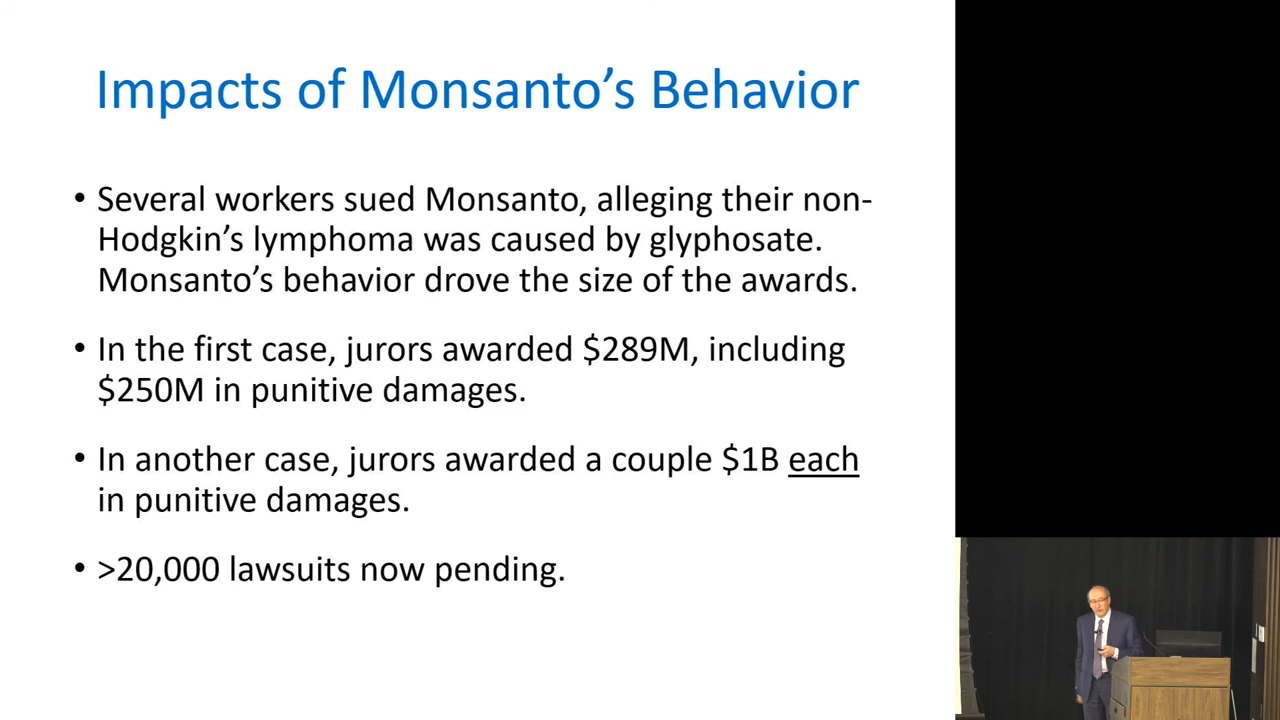 Impacts of Monsanto’s Behavior
• Several workers sued Monsanto, alleging their non-
Hodgkin’s lymphoma was caused by glyphosate.
Monsanto’s behavior drove the size of the awards.
• In the first case, jurors awarded $289M, including
$250M in punitive damages.
• In another case, jurors awarded a couple $1B each
in punitive damages.
• >20,000 lawsuits now pending.